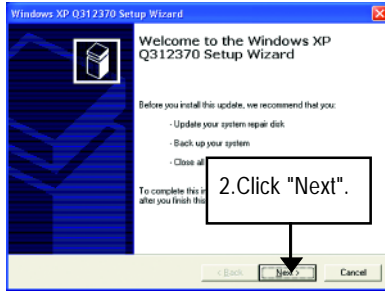 Windows XP Q312370 Setup Wizard
Welcome to the Windows XP
Q312370 Setup Wizard
Before you install this update, we recommend that you:
- Update your system repair disk
- Back up your system
- Close all
To complete this in
after you finish this
2.Click "Next".
< Back
Next >
Cancel